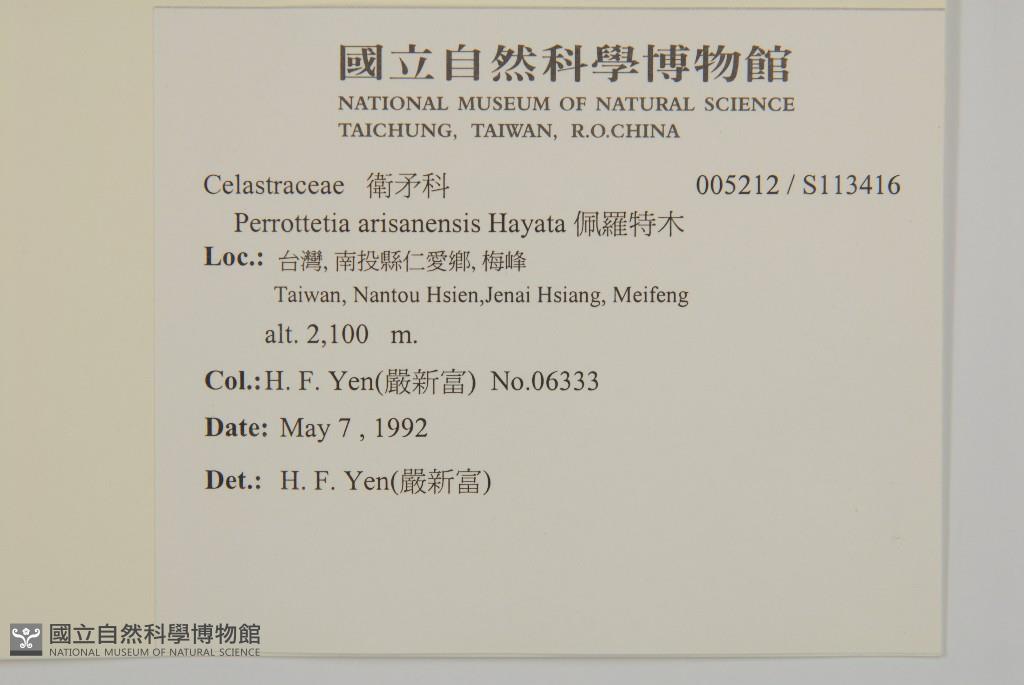 國立自然科學博物館
NATIONAL MUSEUM OF NATURAL SCIENCE
TAICHUNG, TAIWAN, R.O.CHINA
Celastraceae 衛矛科 005212 / S113416
Perrottetia arisanensis Hayata 佩羅特木
Loc.: 台灣, 南投縣仁愛鄉, 梅峰
Taiwan, Nantou Hsien,Jenai Hsiang, Meifeng
alt. 2,100 m.
Col.:H. F. Yen(嚴新富) No.06333
Date: May 7 , 1992
Det.: H. F. Yen(嚴新富)
國立自然科學博物館
NATIONAL MUSEUM OF NATURAL SCIENCE